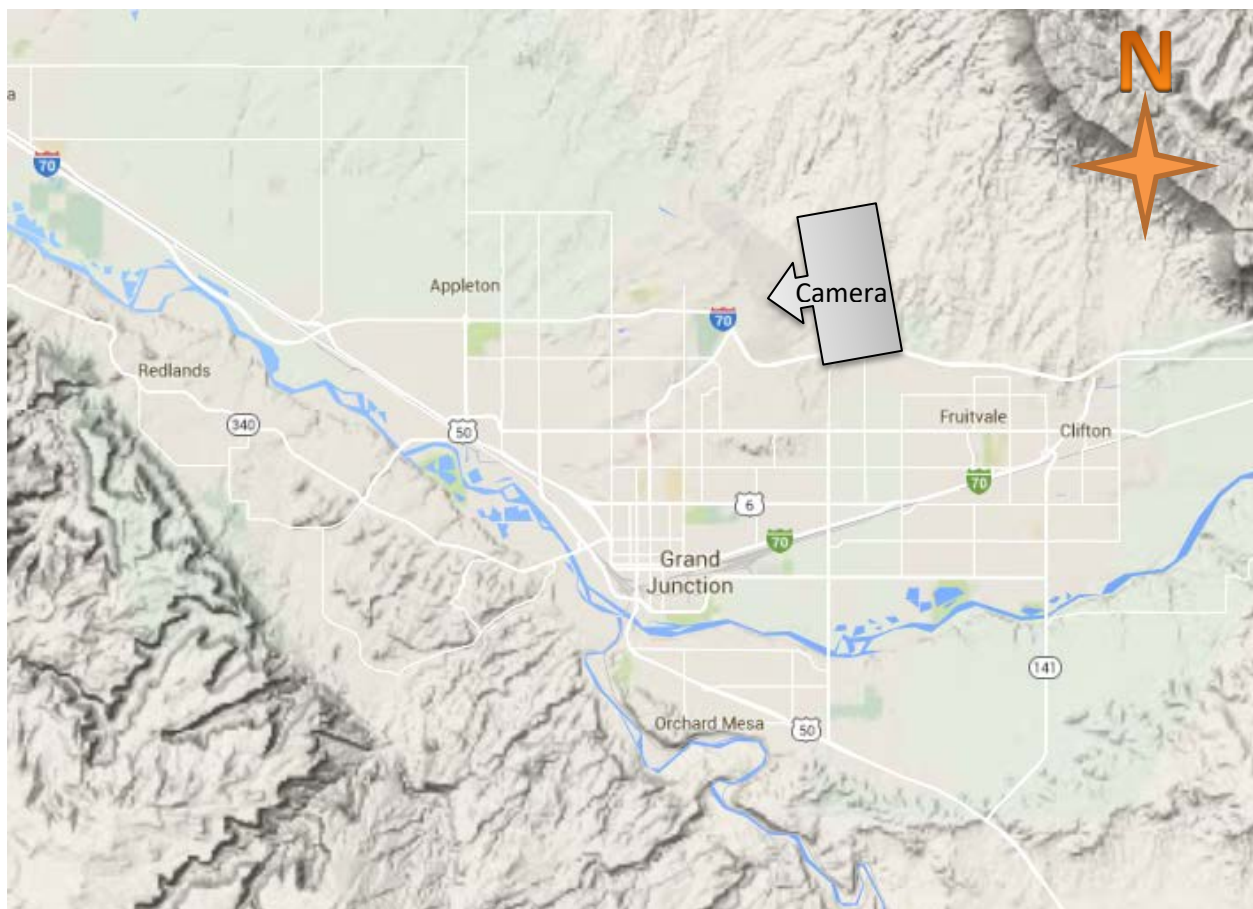 N
a
70
Camera
Appleton
70
Redlands
340
50
Fruitvale
Clifton
70
6
70
Grand
Junction
141
Orchard Mesa
50